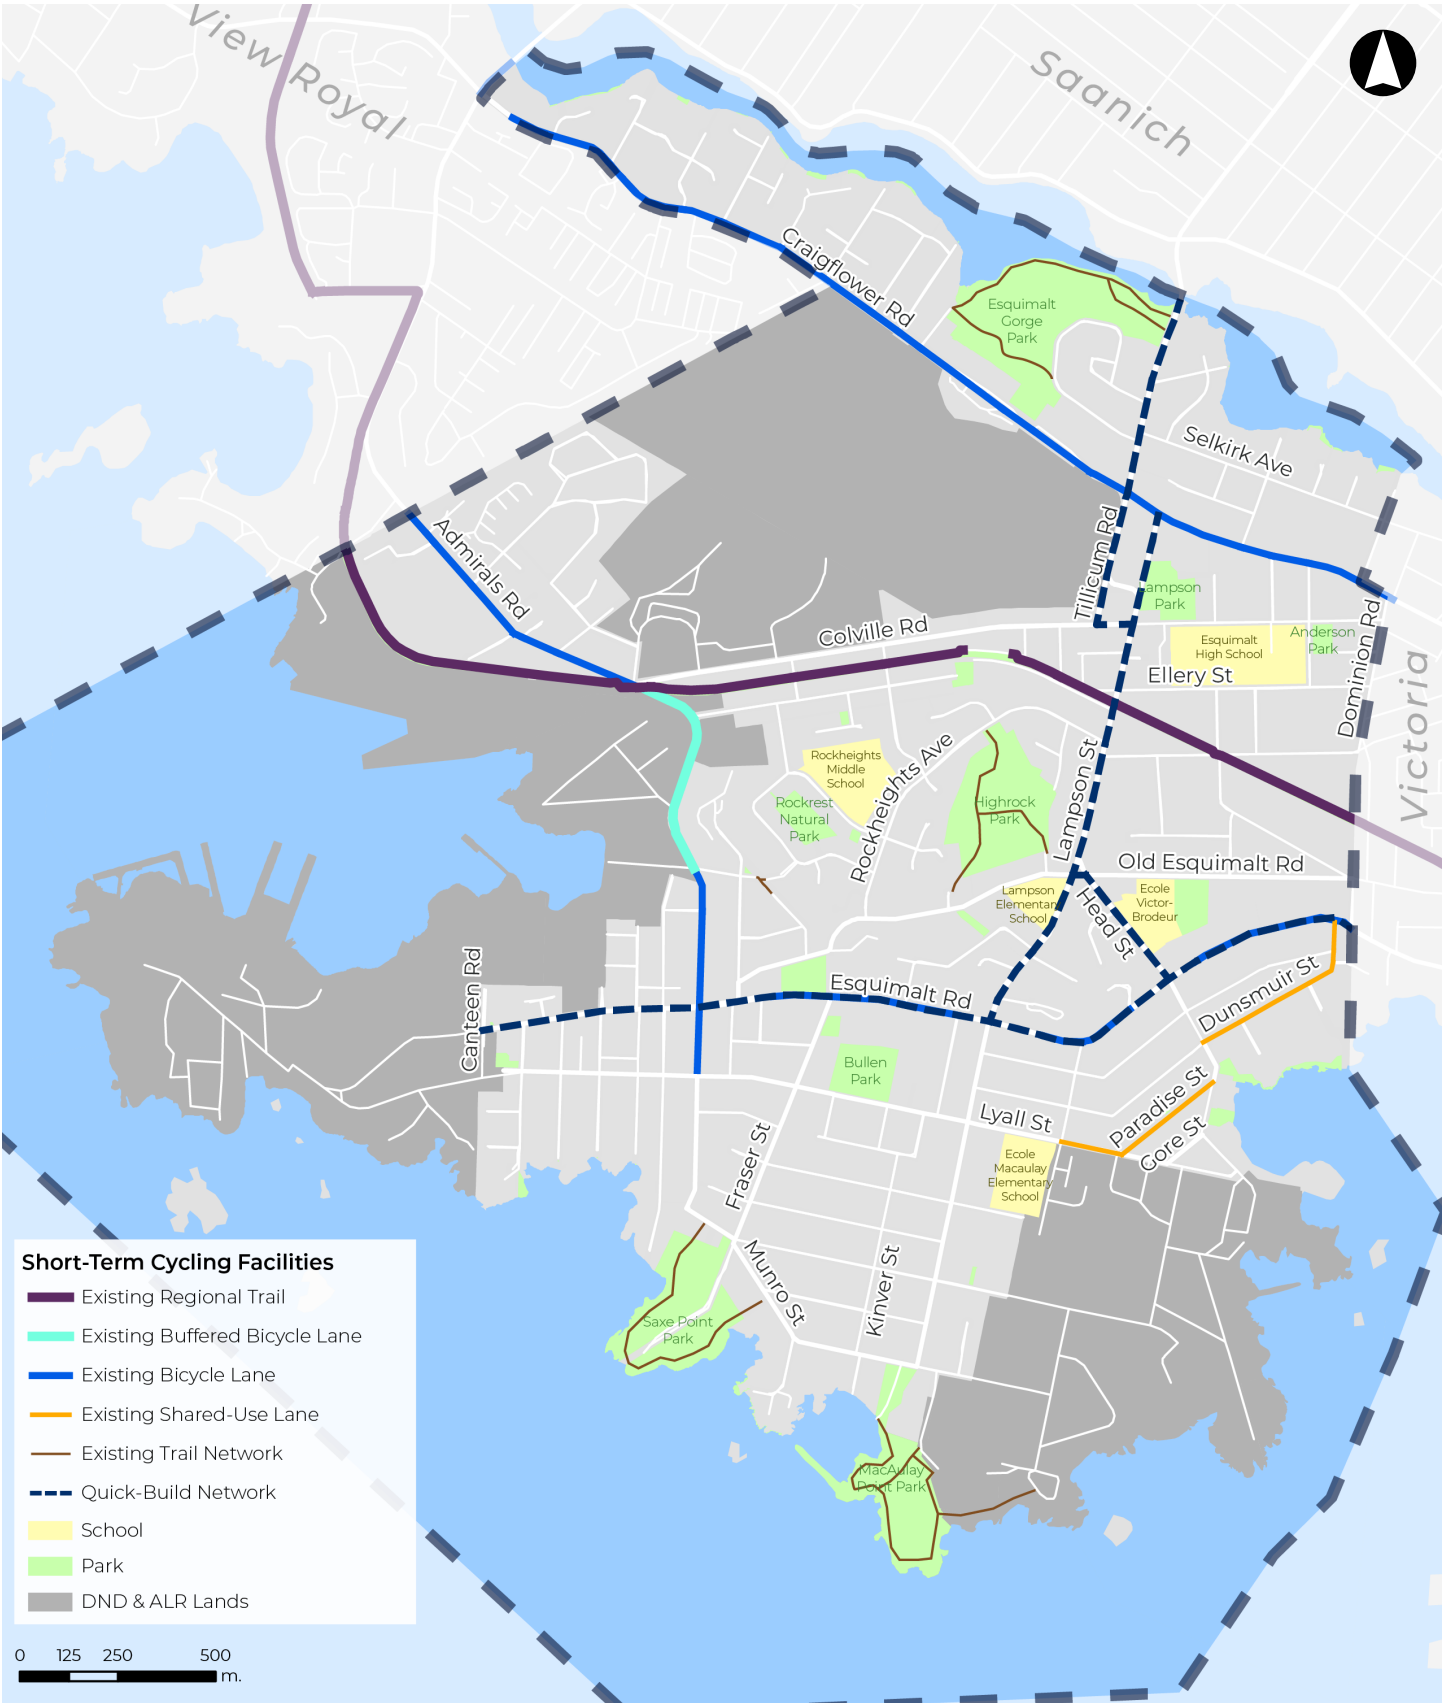 View Royal
Saanich
Craigflower Rd
Esquimalt
Gorge
Park
Selkirk Ave
Admirals Rd
Tillicum Rd
Lampson
Park
Colville Rd
Esquimalt
High School
Anderson
Park
Ellery St
Dominion Rd
Victoria
Rockheights
Middle
School
Rockheights Ave
Rockrest
Natural
Park
Highrock
Park
Lampson St
Old Esquimalt Rd
Lampson
Elementary
School
Head St
Ecole
Victor-
Brodeur
Canteen Rd
Esquimalt Rd
Dunsmuir St
Bullen
Park
Lyall St
Paradise St
Gore St
Fraser St
Ecole
Macaulay
Elementary
School
Munro St
Kinver St
Saxe Point
Park
MacAulay
Point Park
Short-Term Cycling Facilities
Existing Regional Trail
Existing Buffered Bicycle Lane
Existing Bicycle Lane
Existing Shared-Use Lane
Existing Trail Network
Quick-Build Network
School
Park
DND & ALR Lands
0 125 250 500
m.